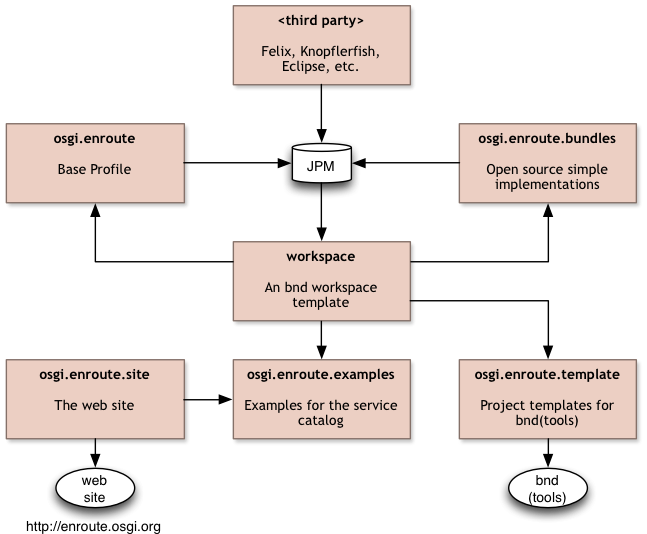 <third party>
Felix, Knopflerfish,
Eclipse, etc.
osgi.enroute
Base Profile
JPM
osgi.enroute.bundles
Open source simple
implementations
workspace
An bnd workspace
template
osgi.enroute.site
The web site
osgi.enroute.examples
Examples for the service
catalog
osgi.enroute.template
Project templates for
bnd(tools)
web
site
bnd
(tools)
http://enroute.osgi.org